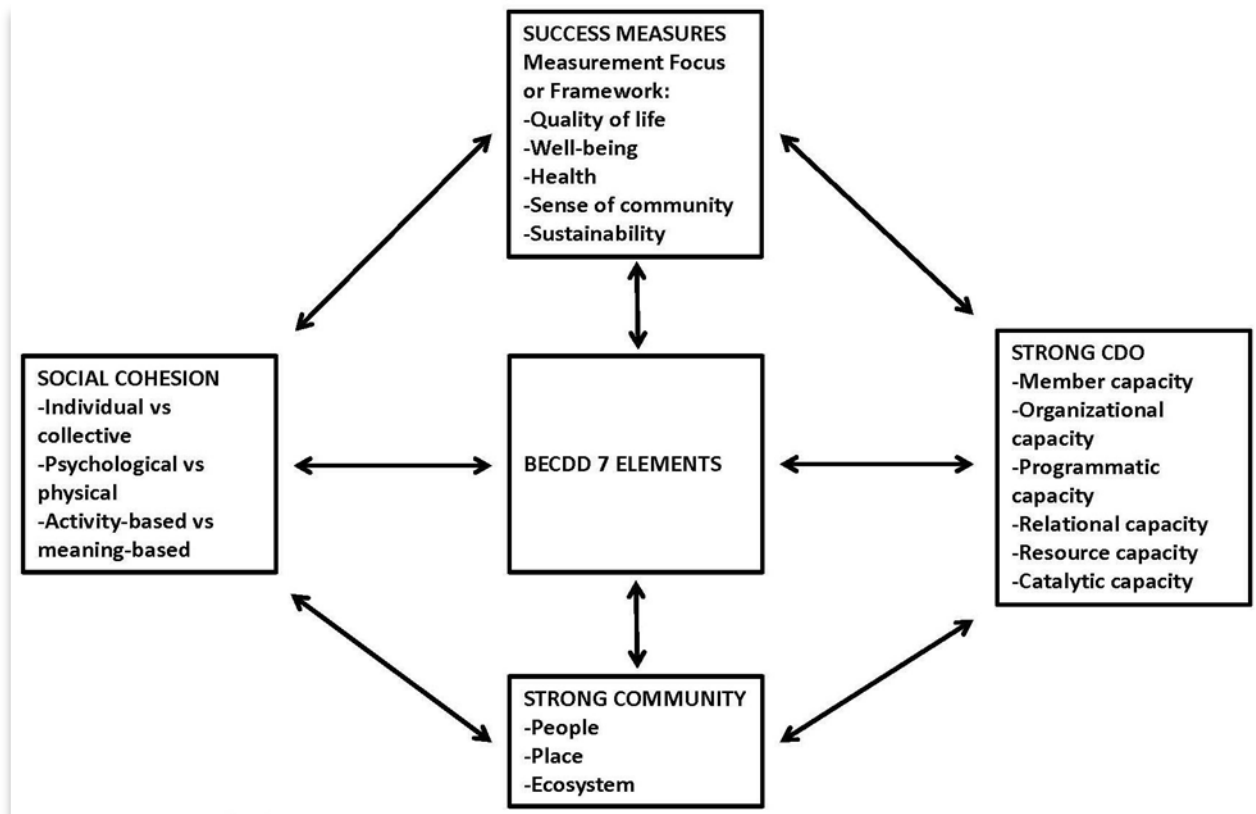 SUCCESS MEASURES
Measurement Focus
or Framework:
-Quality of life
-Well-being
-Health
-Sense of community
-Sustainability
SOCIAL COHESION
-Individual vs
collective
-Psychological vs
physical
-Activity-based vs
meaning-based
BECDD 7 ELEMENTS
STRONG CDO
-Member capacity
-Organizational
capacity
-Programmatic
capacity
-Relational capacity
-Resource capacity
-Catalytic capacity
STRONG COMMUNITY
-People
-Place
-Ecosystem